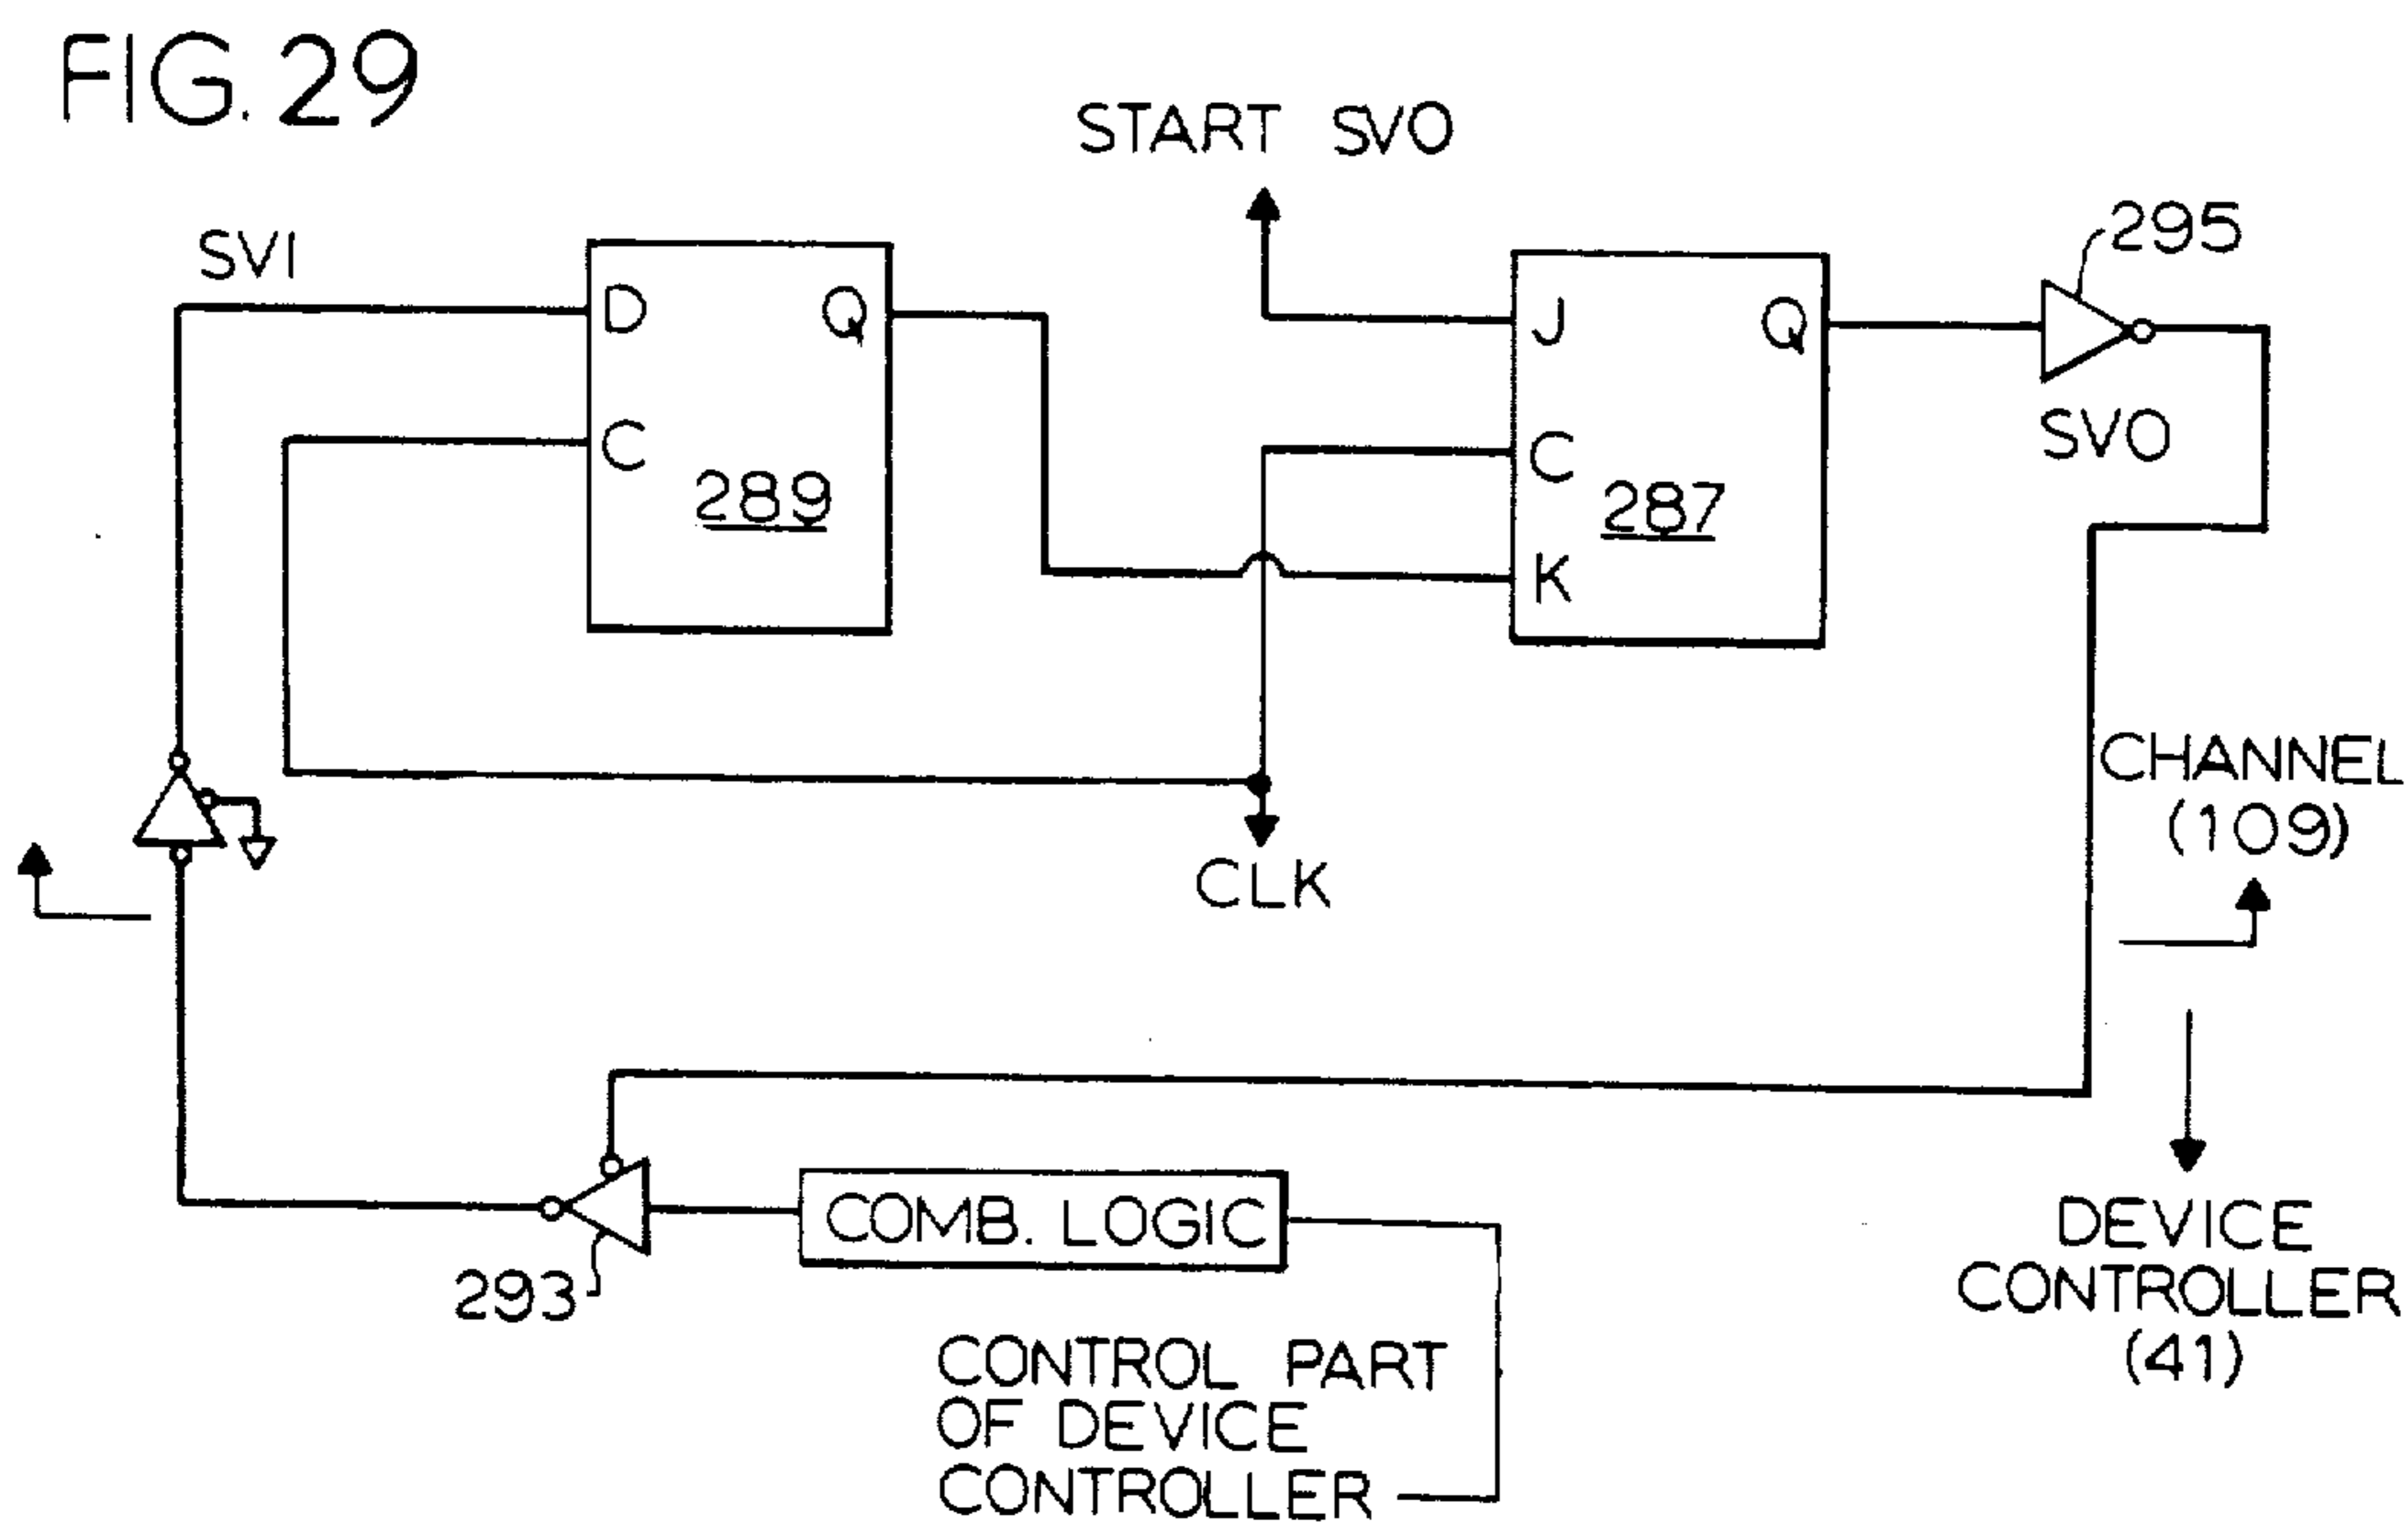 FIG. 29
START SVO
295
SVI
D
Q
J
Q
C
C
SVO
289
287
K
CHANNEL
(109)
CLK
COMB. LOGIC
DEVICE
CONTROLLER
(41)
293
CONTROL PART
OF DEVICE
CONTROLLER